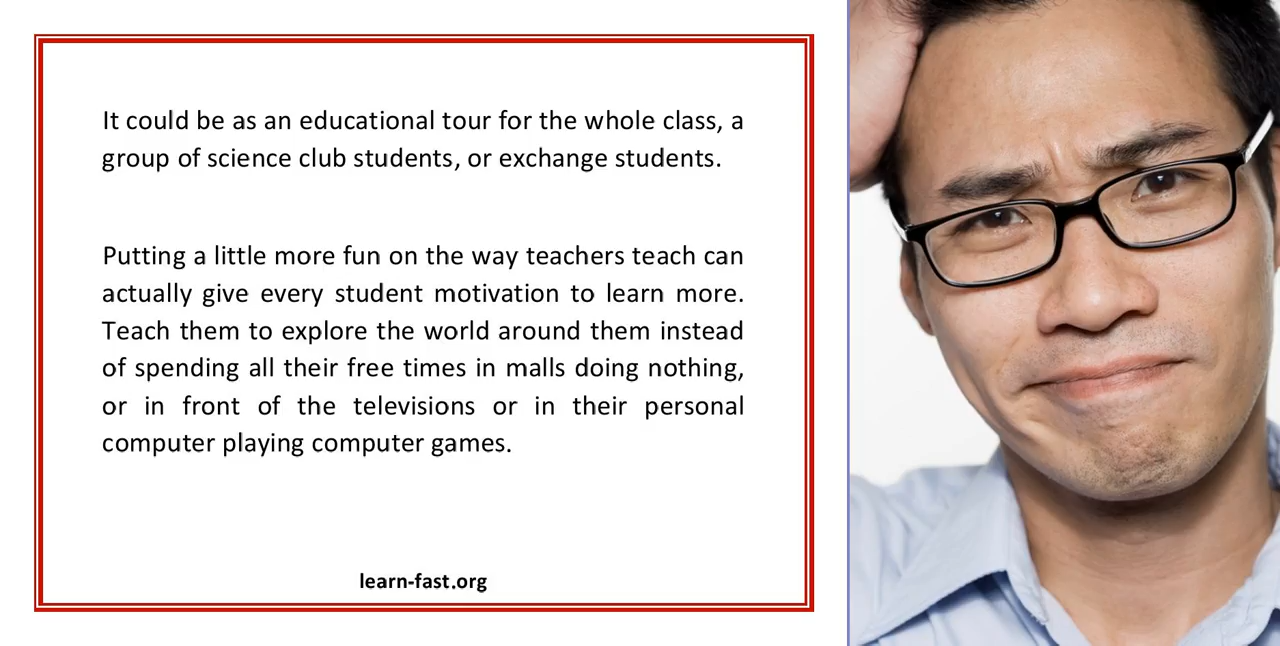 It could be as an educational tour for the whole class, a
group of science club students, or exchange students.
Putting a little more fun on the way teachers teach can
actually give every student motivation to learn more.
Teach them to explore the world around them instead
of spending all their free times in malls doing nothing,
or in front of the televisions or in their personal
computer playing computer games.
learn-fast.org